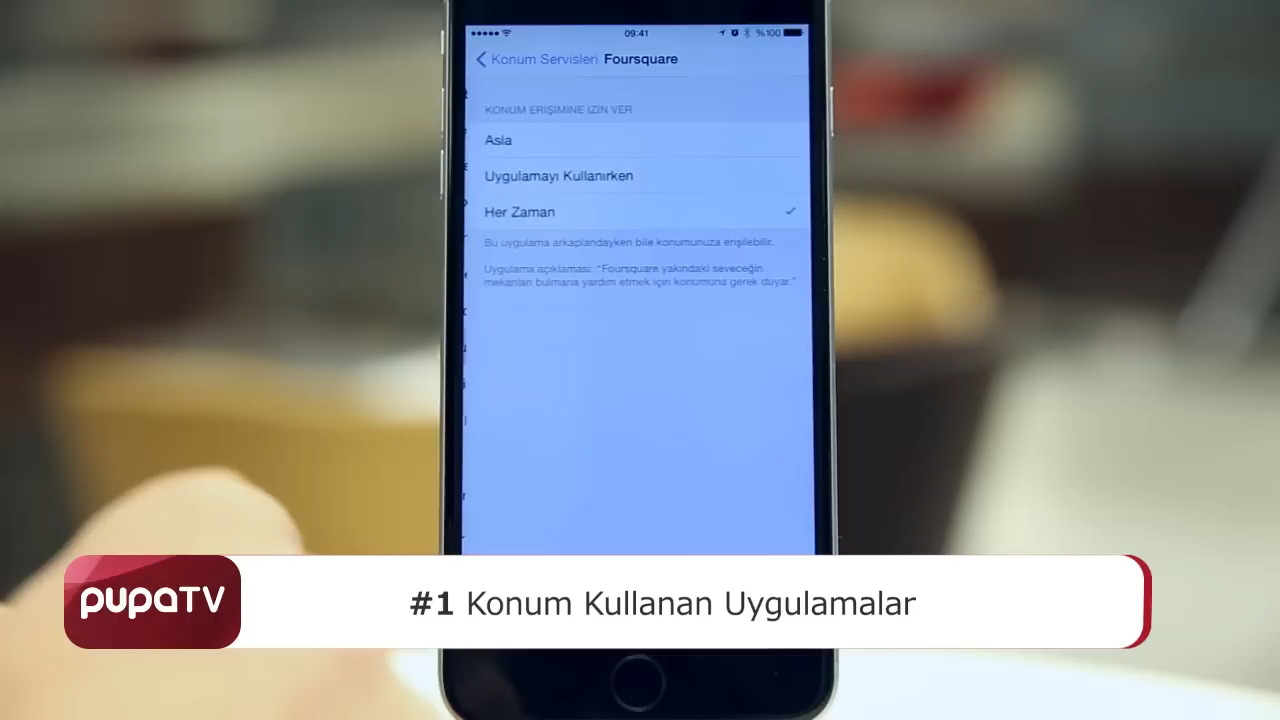 09:41
%100
Konum Servisleri Foursquare
KONUM ERİŞİMİNE İZİN VER
Asla
Uygulamayı Kullanırken
Her Zaman
Bu uygulama arkaplandayken bile konumunuza erişilebilir.
Uygulama açıklaması: “Foursquare yakındaki seveceğin
mekanları bulmana yardım etmek için konumuna gerek duyar.”
pupaTV
#1 Konum Kullanan Uygulamalar